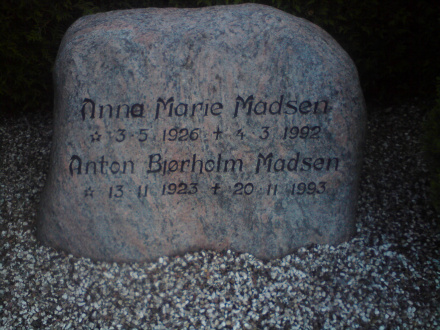 Anna Marie Madsen
☆ 3 5 1926 ✝ 4 3 1992
Anton Bjørholm Madsen
☆ 13 11 1923 ✝ 20 11 1993